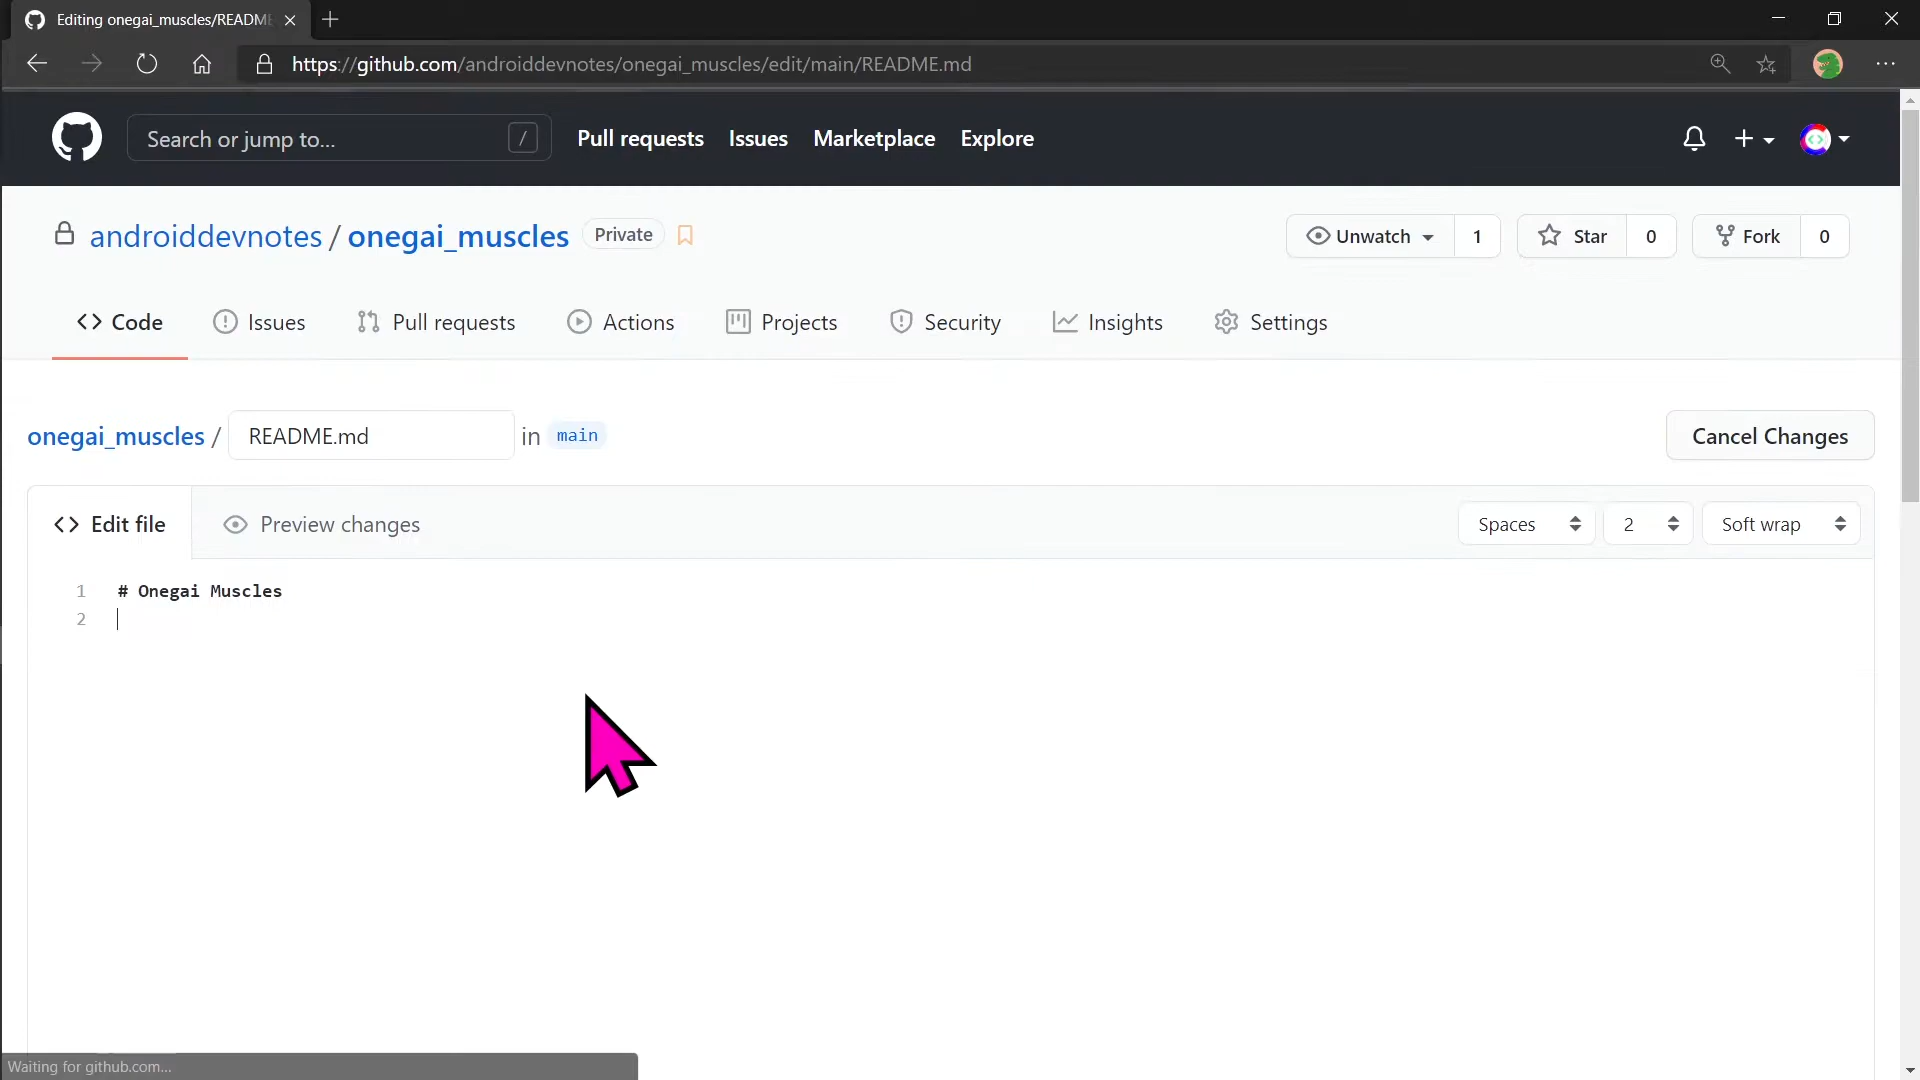 Editing onegai_muscles/README
https://github.com/androiddevnotes/onegai_muscles/edit/main/README.md
Search or jump to... / Pull requests Issues Marketplace Explore
androiddevnotes / onegai_muscles Private Unwatch 1 Star 0 Fork 0
Code Issues Pull requests Actions Projects Security Insights Settings
onegai_muscles / README.md in main Cancel Changes
Edit file Preview changes Spaces 2 Soft wrap
1 # Onegai Muscles
2
Waiting for github.com...